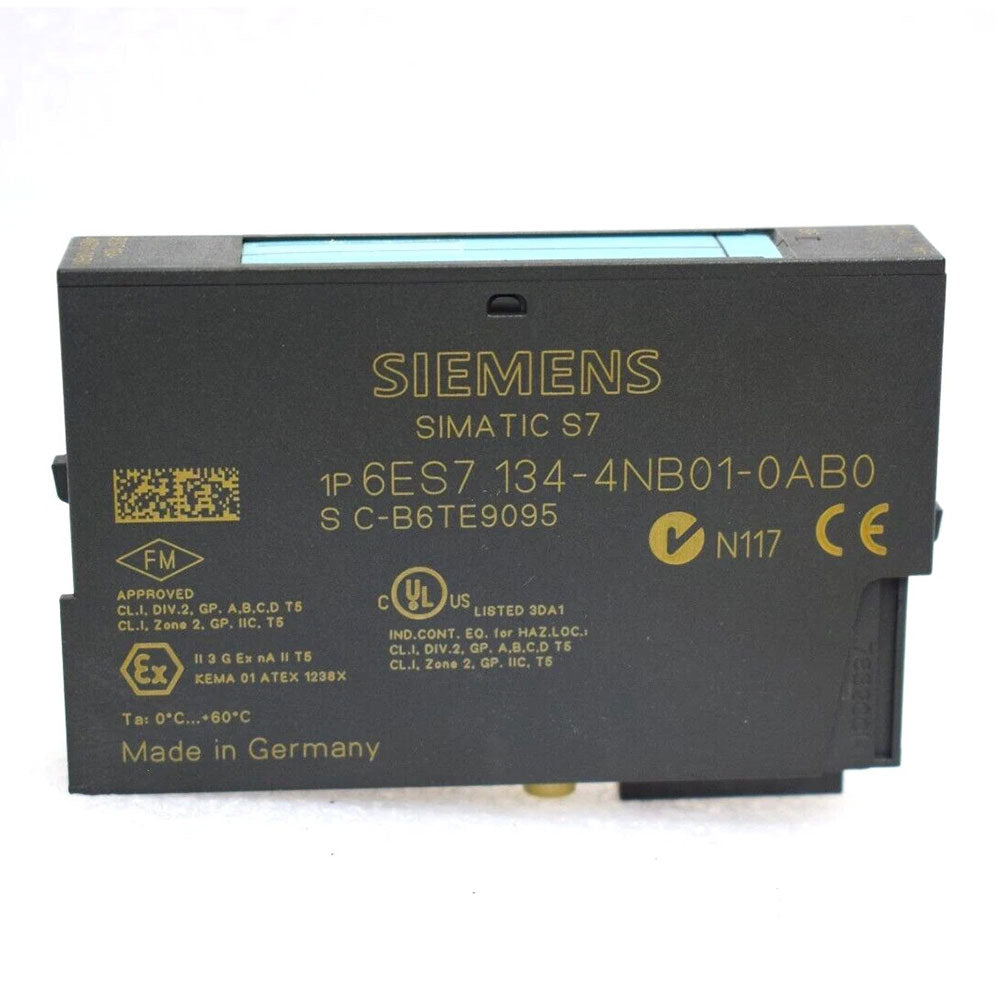 SIEMENS
SIMATIC S7
1P 6ES7 134-4NB01-0AB0
S C-B6TE9095
N117 CE
FM
APPROVED
CL.I, DIV.2, GP. A,B,C,D T5
CL.I, Zone 2, GP. IIC, T5
C UL US LISTED 3DA1
IND.CONT. EQ. for HAZ.LOC.:
CL.I, DIV.2, GP. A,B,C,D T5
CL.I, Zone 2, GP. IIC, T5
Ex II 3 G Ex nA II T5
KEMA 01 ATEX 1238X
Ta: 0°C...+60°C
Made in Germany